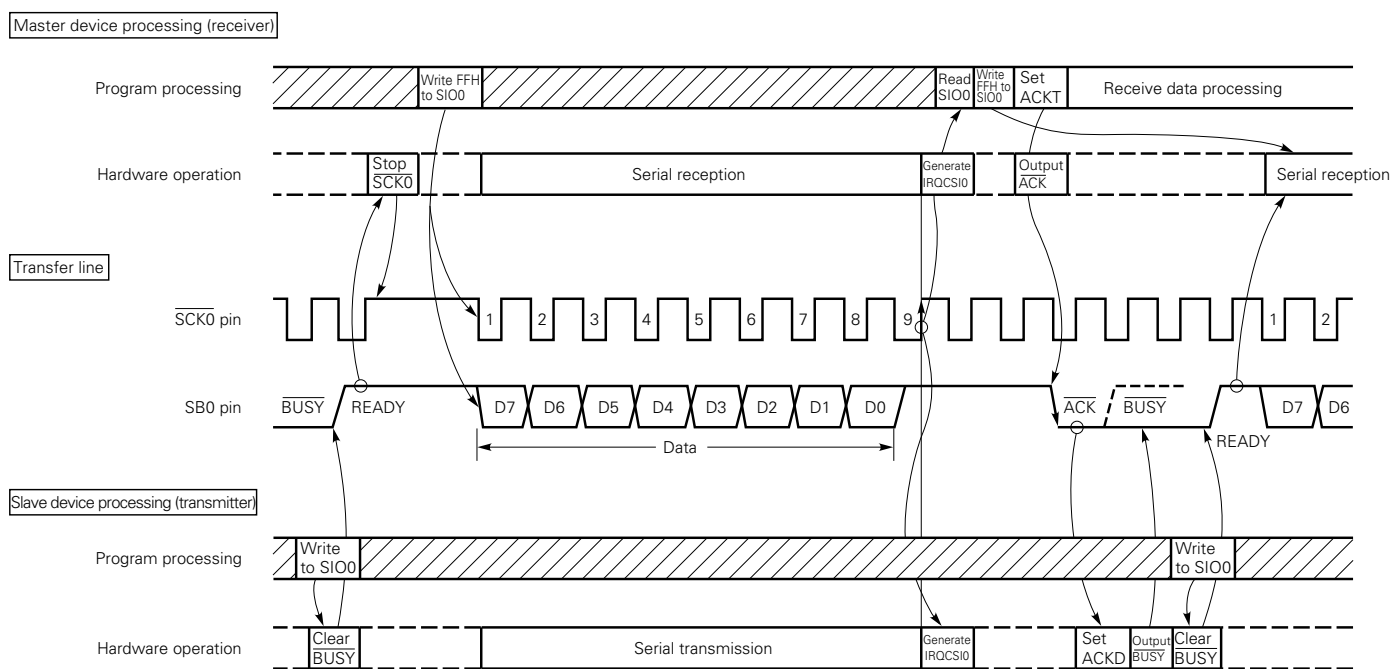 Master device processing (receiver)
Program processing
Write FFH
to SIO0
Read
SIO0
Write
FFH to
SIO0
Set
ACKT
Receive data processing
Hardware operation
Stop
SCK0
Serial reception
Generate
IRQCSI0
Output
ACK
Serial reception
Transfer line
SCK0 pin
1 2 3 4 5 6 7 8 9 1 2
SB0 pin
BUSY READY D7 D6 D5 D4 D3 D2 D1 D0 ACK BUSY READY D7 D6
Data
Slave device processing (transmitter)
Program processing
Write
to SIO0
Write
to SIO0
Hardware operation
Clear
BUSY
Serial transmission
Generate
IRQCSI0
Set
ACKD
Output
BUSY
Clear
BUSY